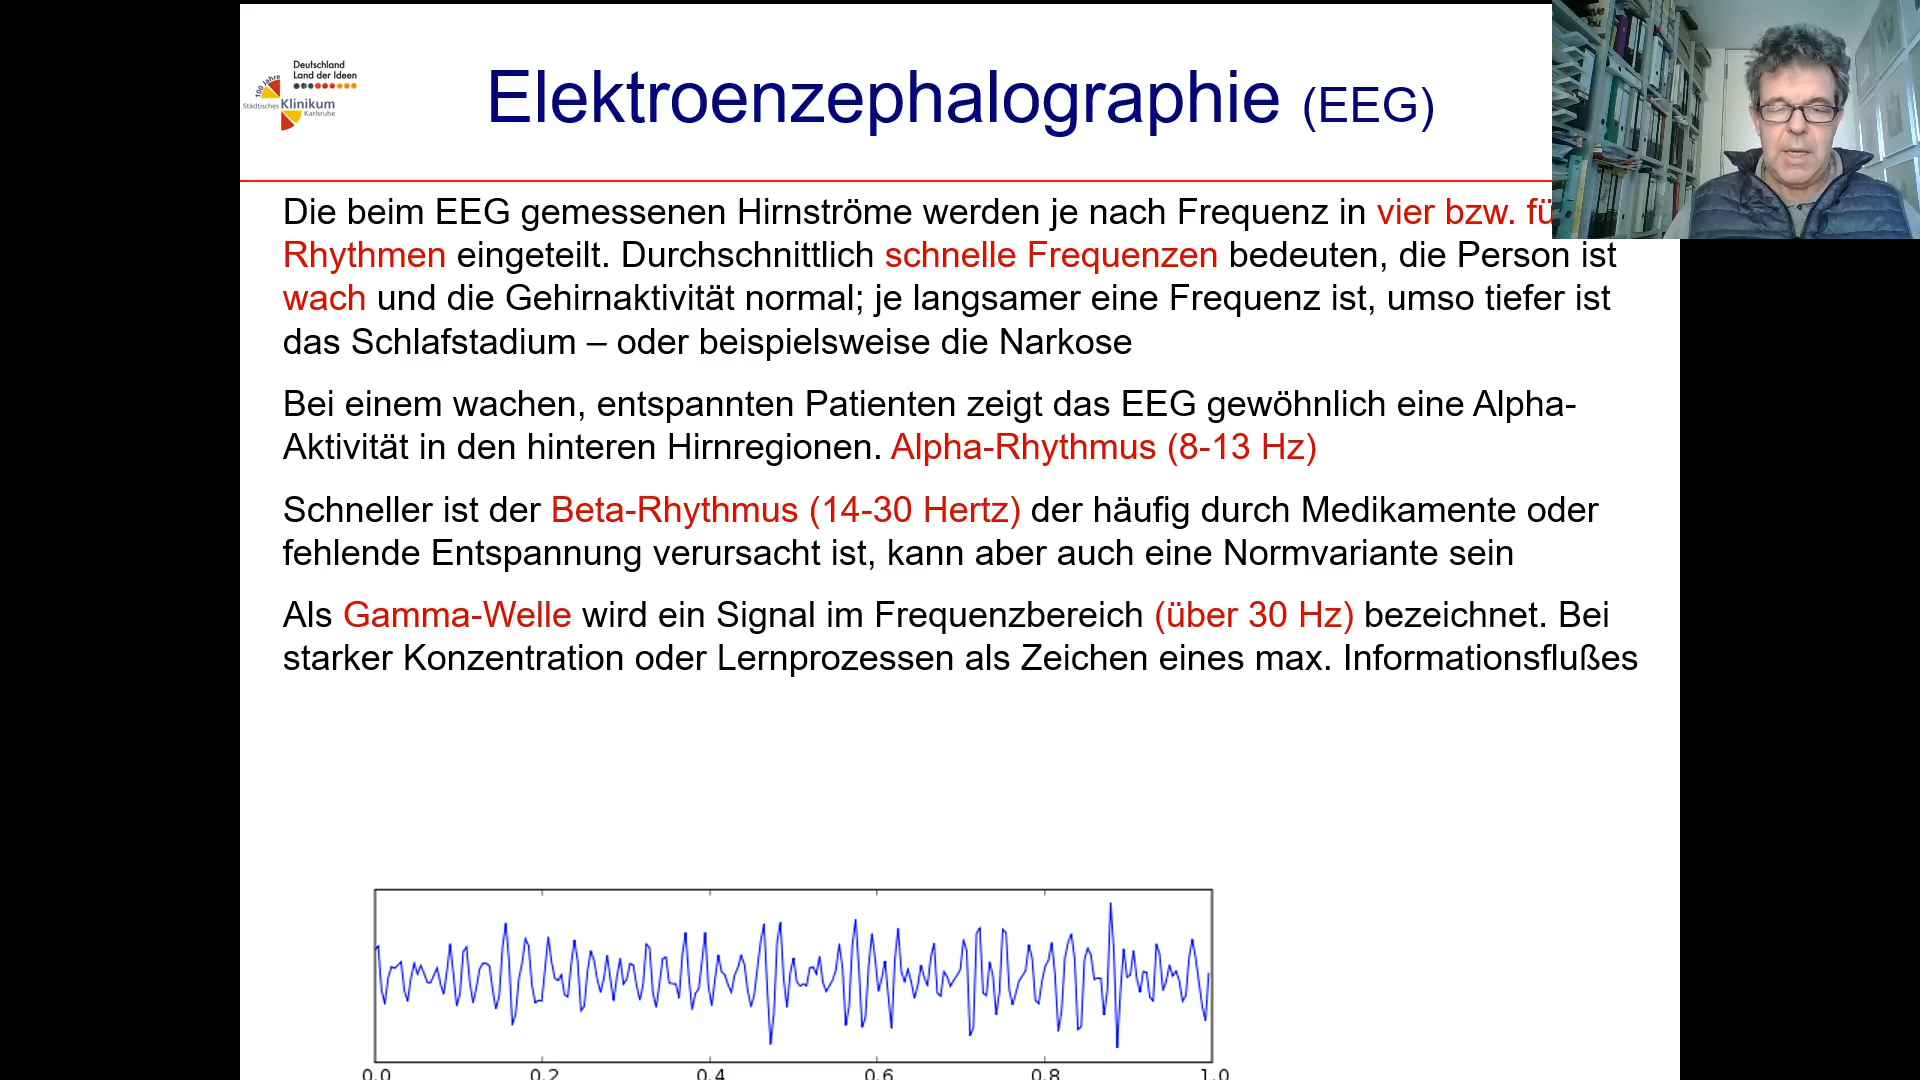 Deutschland
Land der Ideen
100 Jahre
Städtisches Klinikum
Karlsruhe
Elektroenzephalographie (EEG)
Die beim EEG gemessenen Hirnströme werden je nach Frequenz in vier bzw.
Rhythmen eingeteilt. Durchschnittlich schnelle Frequenzen bedeuten, die Person ist
wach und die Gehirnaktivität normal; je langsamer eine Frequenz ist, umso tiefer ist
das Schlafstadium – oder beispielsweise die Narkose
Bei einem wachen, entspannten Patienten zeigt das EEG gewöhnlich eine Alpha-
Aktivität in den hinteren Hirnregionen. Alpha-Rhythmus (8-13 Hz)
Schneller ist der Beta-Rhythmus (14-30 Hertz) der häufig durch Medikamente oder
fehlende Entspannung verursacht ist, kann aber auch eine Normvariante sein
Als Gamma-Welle wird ein Signal im Frequenzbereich (über 30 Hz) bezeichnet. Bei
starker Konzentration oder Lernprozessen als Zeichen eines max. Informationsflußes
0.0 0.2 0.4 0.6 0.8 1.0